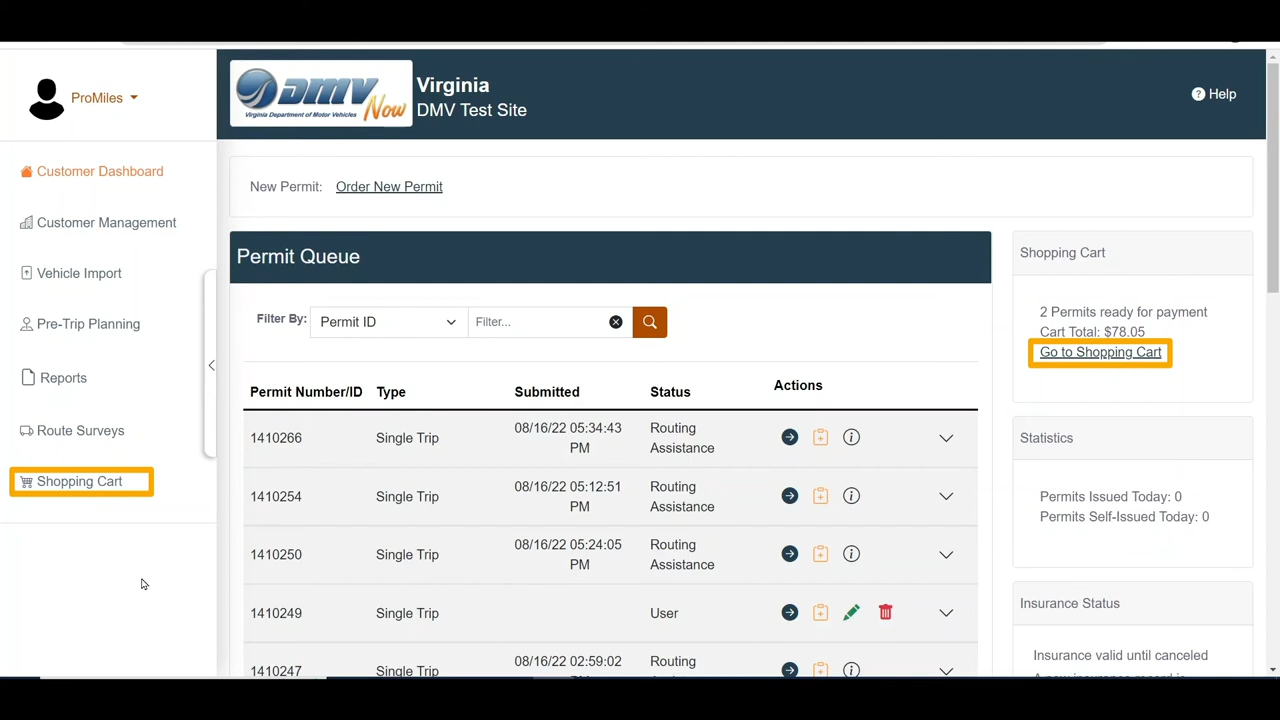 ProMiles
Customer Dashboard
Customer Management
Vehicle Import
Pre-Trip Planning
Reports
Route Surveys
Shopping Cart
DMV Now
Virginia Department of Motor Vehicles
Virginia
DMV Test Site
Help
New Permit: Order New Permit
Permit Queue
Filter By: Permit ID Filter...
Permit Number/ID Type Submitted Status Actions
1410266 Single Trip 08/16/22 05:34:43 PM Routing Assistance
1410254 Single Trip 08/16/22 05:12:51 PM Routing Assistance
1410250 Single Trip 08/16/22 05:24:05 PM Routing Assistance
1410249 Single Trip User
1410247 Single Trip 08/16/22 02:59:02 Routing
Shopping Cart
2 Permits ready for payment
Cart Total: $78.05
Go to Shopping Cart
Statistics
Permits Issued Today: 0
Permits Self-Issued Today: 0
Insurance Status
Insurance valid until canceled